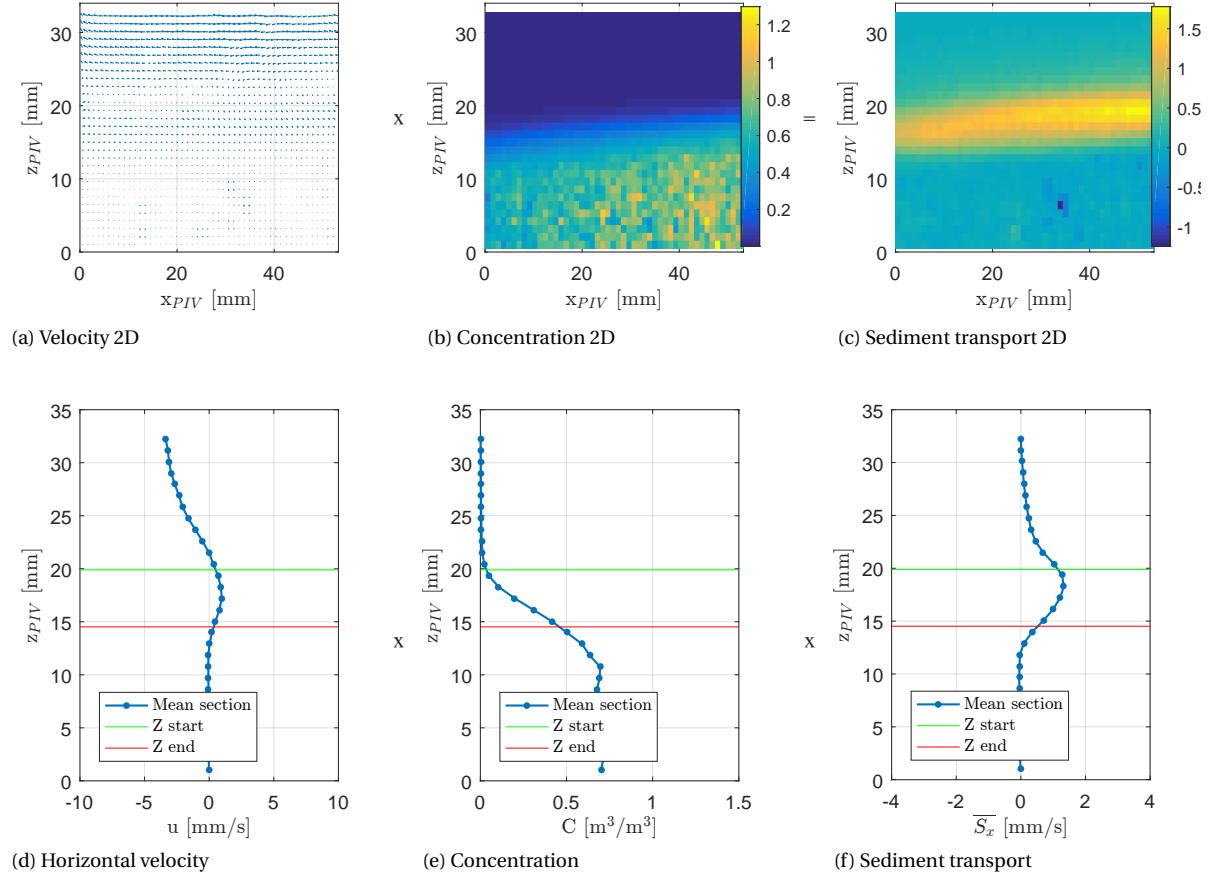 30
20
10
0
z_PIV [mm]
0 20 40
x_PIV [mm]
x
30
20
10
0
z_PIV [mm]
0 20 40
x_PIV [mm]
1.2
1
0.8
0.6
0.4
0.2
=
30
20
10
0
z_PIV [mm]
0 20 40
x_PIV [mm]
1.5
1
0.5
0
-0.5
-1
(a) Velocity 2D
(b) Concentration 2D
(c) Sediment transport 2D
35
30
25
20
15
10
5
0
z_PIV [mm]
Mean section
Z start
Z end
-10 -5 0 5 10
u [mm/s]
x
35
30
25
20
15
10
5
0
z_PIV [mm]
Mean section
Z start
Z end
0 0.5 1 1.5
C [m³/m³]
x
35
30
25
20
15
10
5
0
z_PIV [mm]
Mean section
Z start
Z end
-4 -2 0 2 4
S̅_x̅ [mm/s]
(d) Horizontal velocity
(e) Concentration
(f) Sediment transport